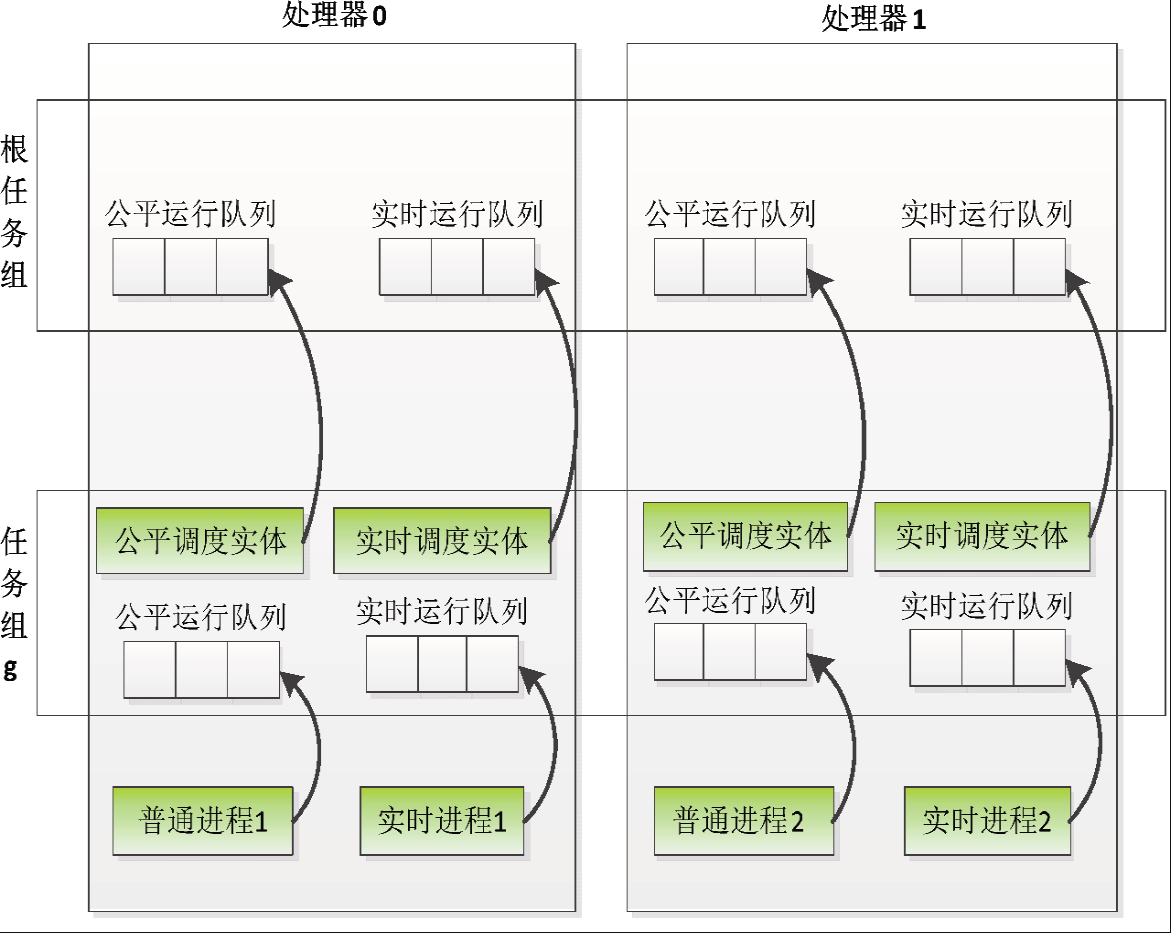 处理器0
处理器1
根任务组
公平运行队列
实时运行队列
公平运行队列
实时运行队列
任务组g
公平调度实体
实时调度实体
公平调度实体
实时调度实体
公平运行队列
实时运行队列
公平运行队列
实时运行队列
普通进程1
实时进程1
普通进程2
实时进程2